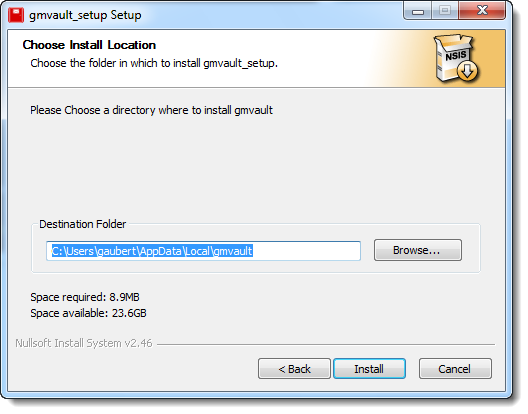 gmvault_setup Setup
Choose Install Location
Choose the folder in which to install gmvault_setup.
NSIS
Please Choose a directory where to install gmvault
Destination Folder
C:\Users\gaubert\AppData\Local\gmvault
Browse...
Space required: 8.9MB
Space available: 23.6GB
Nullsoft Install System v2.46
< Back
Install
Cancel